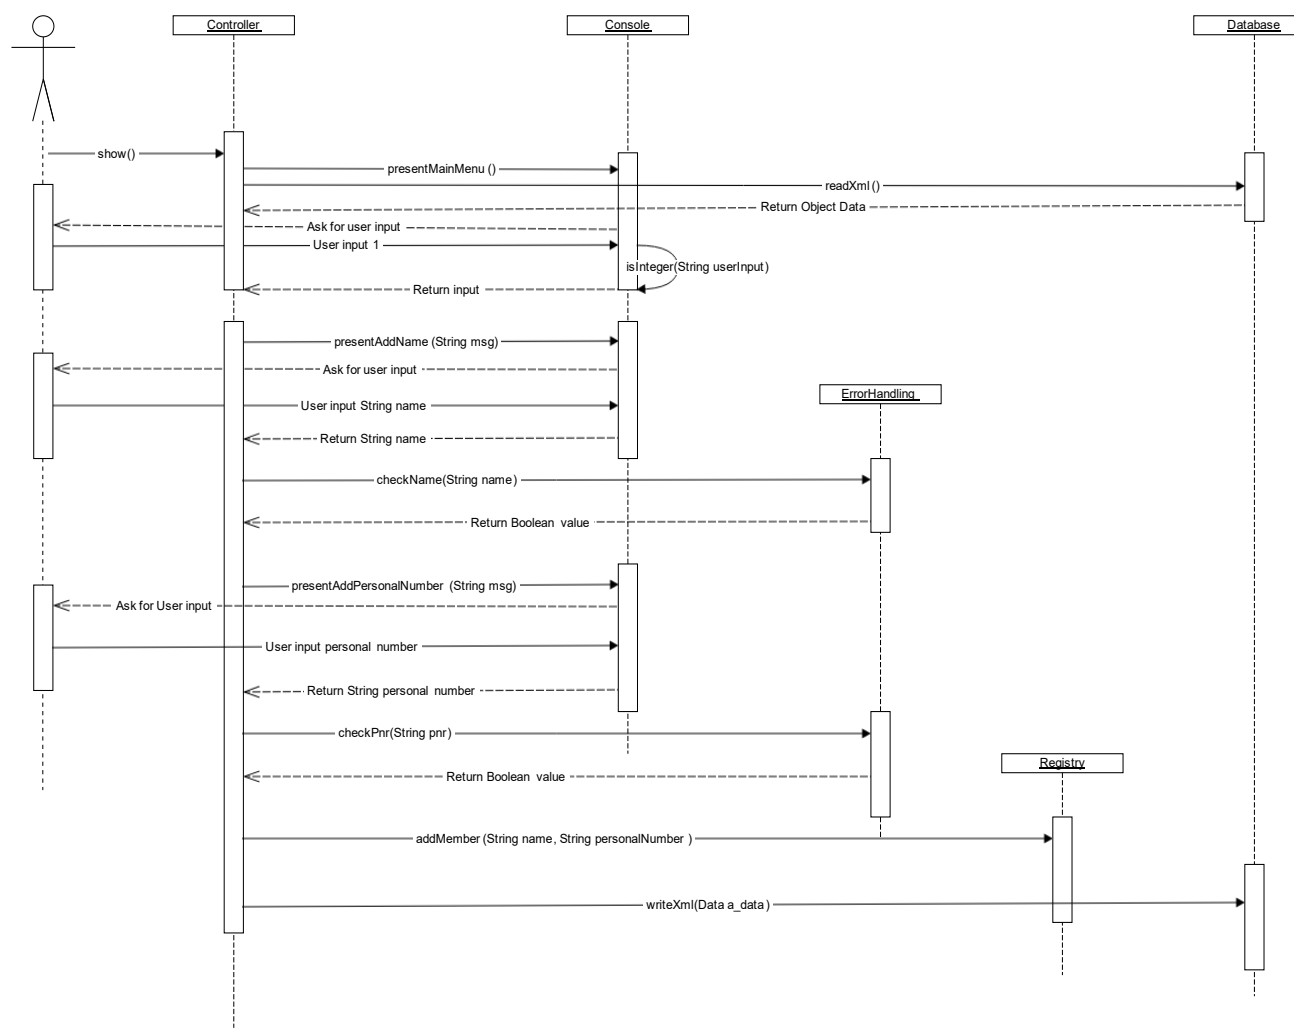 Controller
Console
Database
show()
presentMainMenu ()
readXml ()
Return Object Data
Ask for user input
User input 1
isInteger(String userInput)
Return input
presentAddName (String msg)
Ask for user input
ErrorHandling
User input String name
Return String name
checkName(String name)
Return Boolean value
presentAddPersonalNumber (String msg)
Ask for User input
User input personal number
Return String personal number
checkPnr(String pnr)
Registry
Return Boolean value
addMember (String name, String personalNumber )
writeXml(Data a_data )